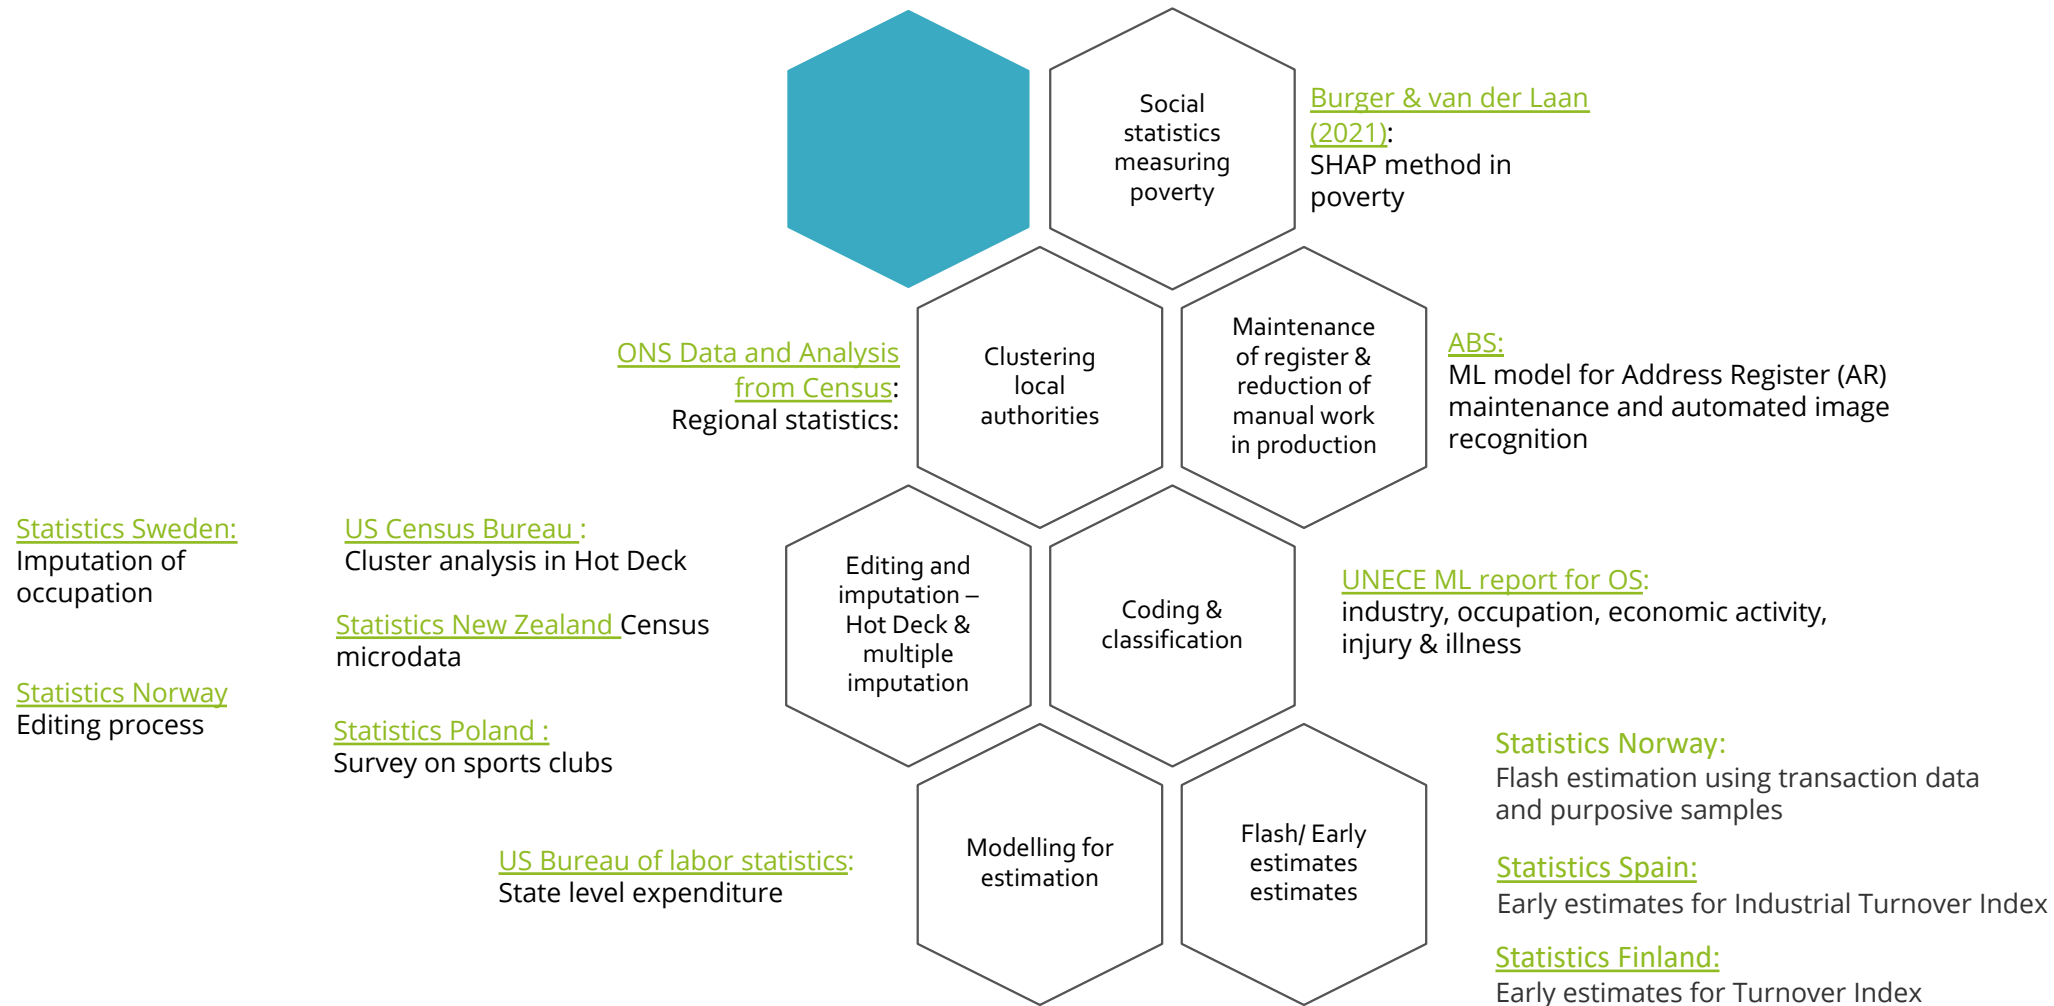 Social
statistics
measuring
poverty
Burger & van der Laan
(2021):
SHAP method in
poverty
ONS Data and Analysis
from Census:
Regional statistics:
Clustering
local
authorities
Maintenance
of register &
reduction of
manual work
in production
ABS:
ML model for Address Register (AR)
maintenance and automated image
recognition
Statistics Sweden:
Imputation of
occupation
Statistics Norway
Editing process
US Census Bureau :
Cluster analysis in Hot Deck
Statistics New Zealand Census
microdata
Statistics Poland :
Survey on sports clubs
Editing and
imputation –
Hot Deck &
multiple
imputation
Coding &
classification
UNECE ML report for OS:
industry, occupation, economic activity,
injury & illness
US Bureau of labor statistics:
State level expenditure
Modelling for
estimation
Flash/ Early
estimates
estimates
Statistics Norway:
Flash estimation using transaction data
and purposive samples
Statistics Spain:
Early estimates for Industrial Turnover Index
Statistics Finland:
Early estimates for Turnover Index